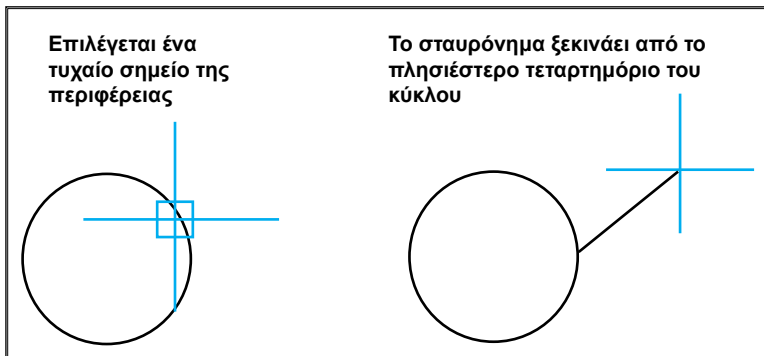 Επιλέγεται ένα
τυχαίο σημείο της
περιφέρειας
Το σταυρόνημα ξεκινάει από το
πλησιέστερο τεταρτημόριο του
κύκλου